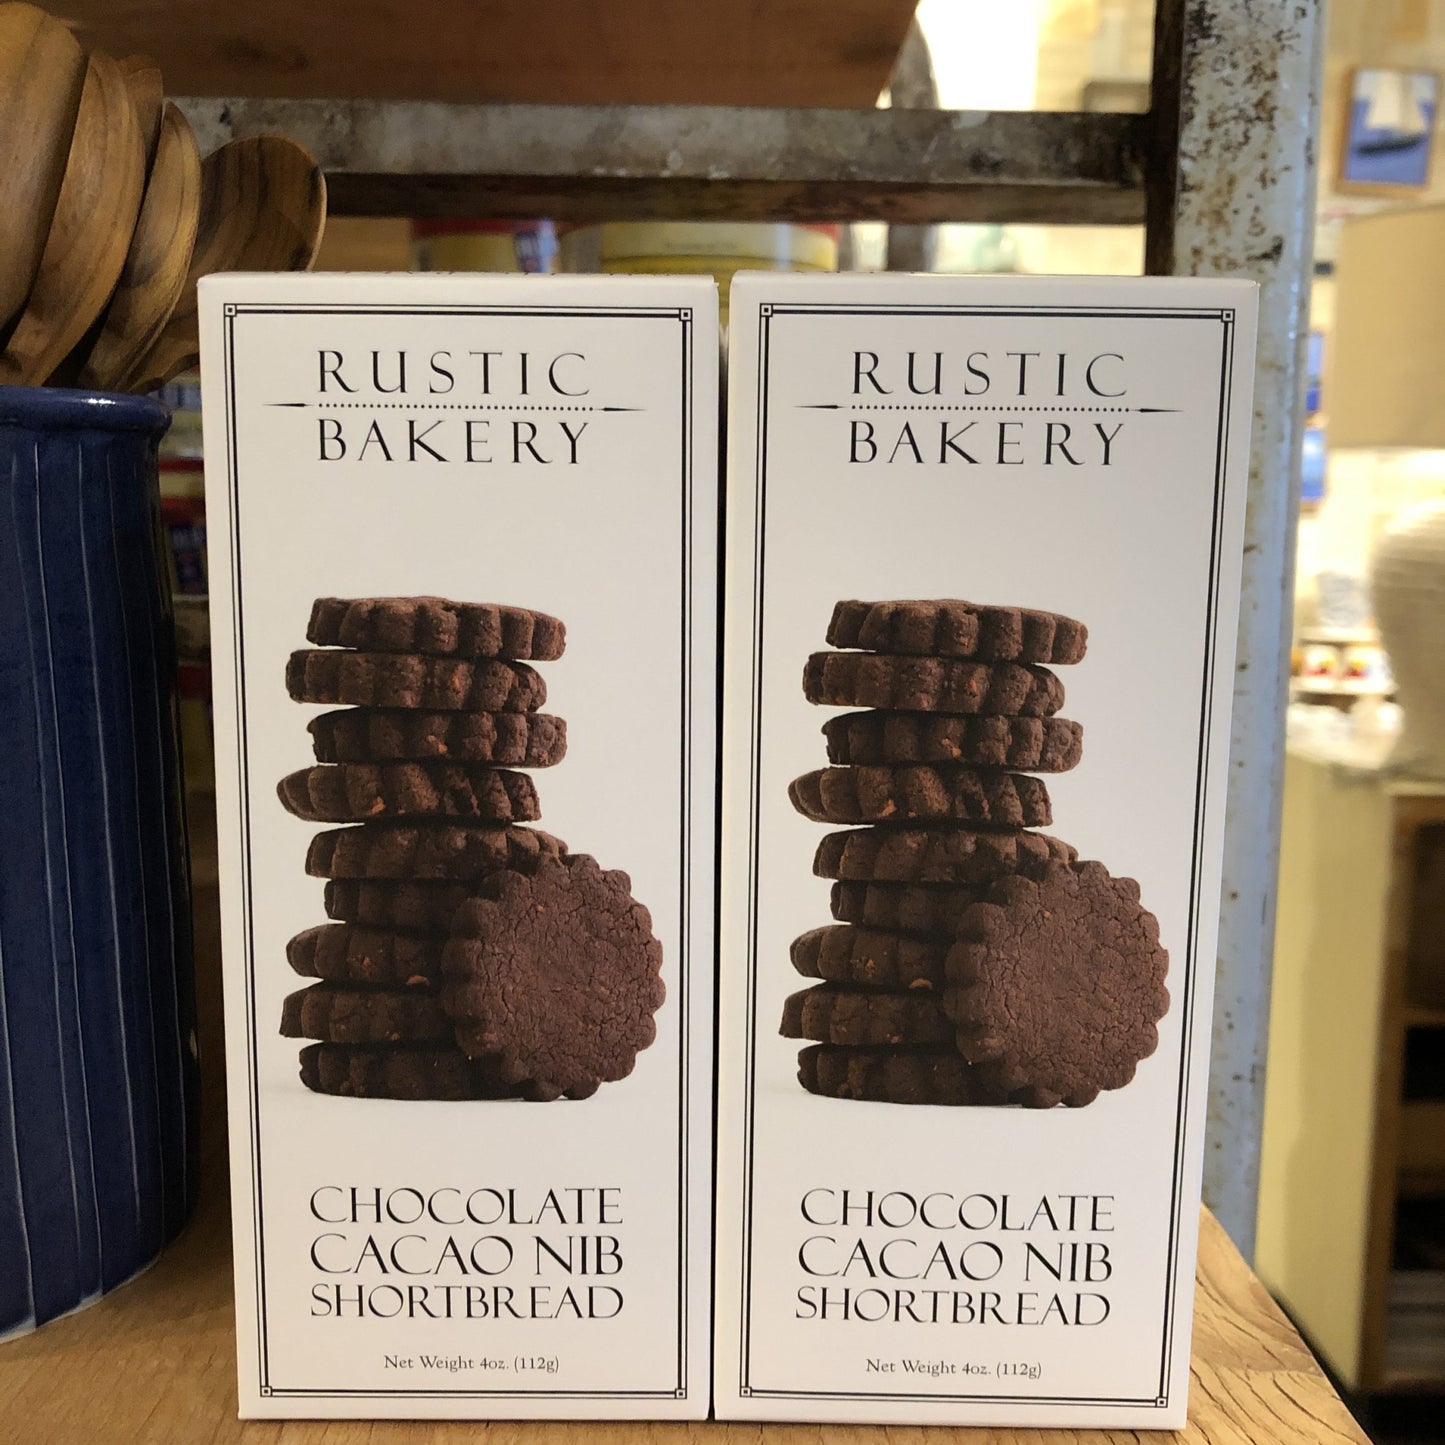 RUSTIC
BAKERY
CHOCOLATE
CACAO NIB
SHORTBREAD
Net Weight 4oz. (112g)
RUSTIC
BAKERY
CHOCOLATE
CACAO NIB
SHORTBREAD
Net Weight 4oz. (112g)